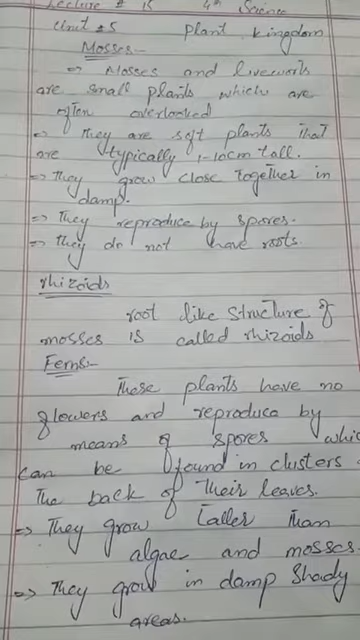 Lecture # 15 4th Science
Unit #5 plant kingdom
Mosses-
⇒ Mosses and liverworts
are small plants which are
often overlooked
⇒ They are soft plants that
are typically 1-10cm tall.
⇒ They grow close together in
damp.
⇒ They reproduce by spores.
⇒ they do not have roots.
rhizoids
root like structure of
mosses is called rhizoids
Ferns-
These plants have no
flowers and reproduce by
means of spores whic
can be found in clusters
The back of their leaves.
⇒ They grow taller than
algae and mosses.
⇒ They grow in damp shady
areas.